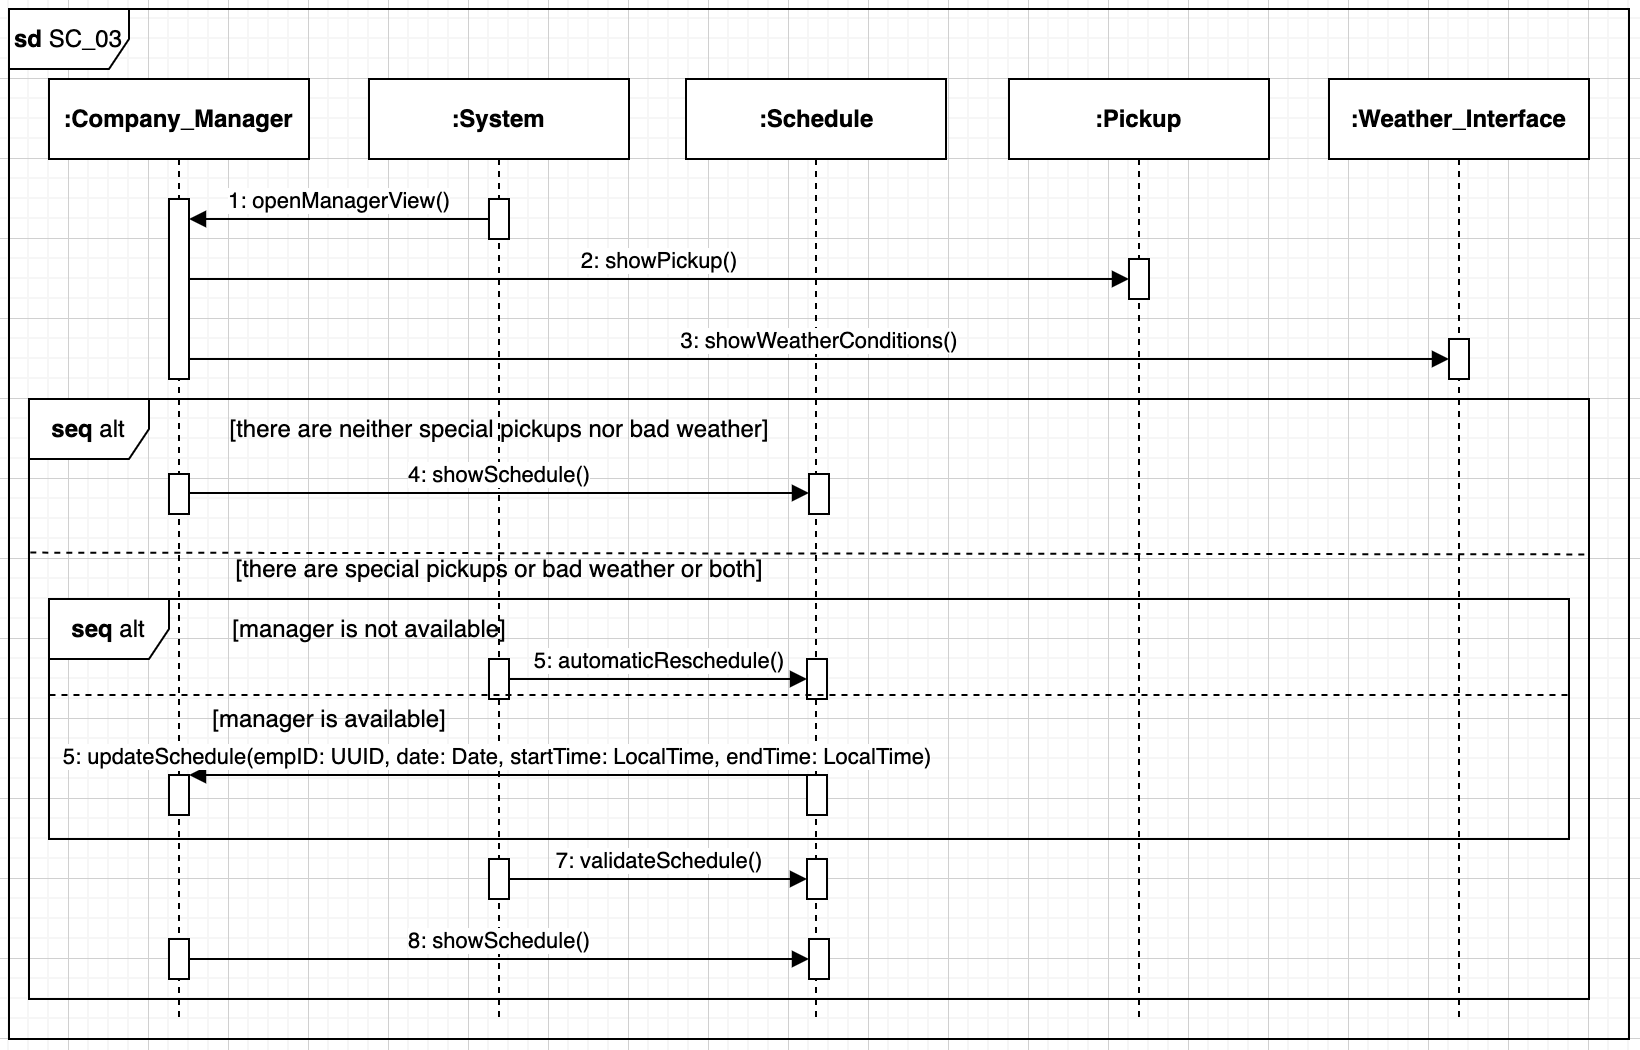 sd SC_03
:Company_Manager
:System
:Schedule
:Pickup
:Weather_Interface
1: openManagerView()
2: showPickup()
3: showWeatherConditions()
seq alt
[there are neither special pickups nor bad weather]
4: showSchedule()
[there are special pickups or bad weather or both]
seq alt
[manager is not available]
5: automaticReschedule()
[manager is available]
5: updateSchedule(empID: UUID, date: Date, startTime: LocalTime, endTime: LocalTime)
7: validateSchedule()
8: showSchedule()